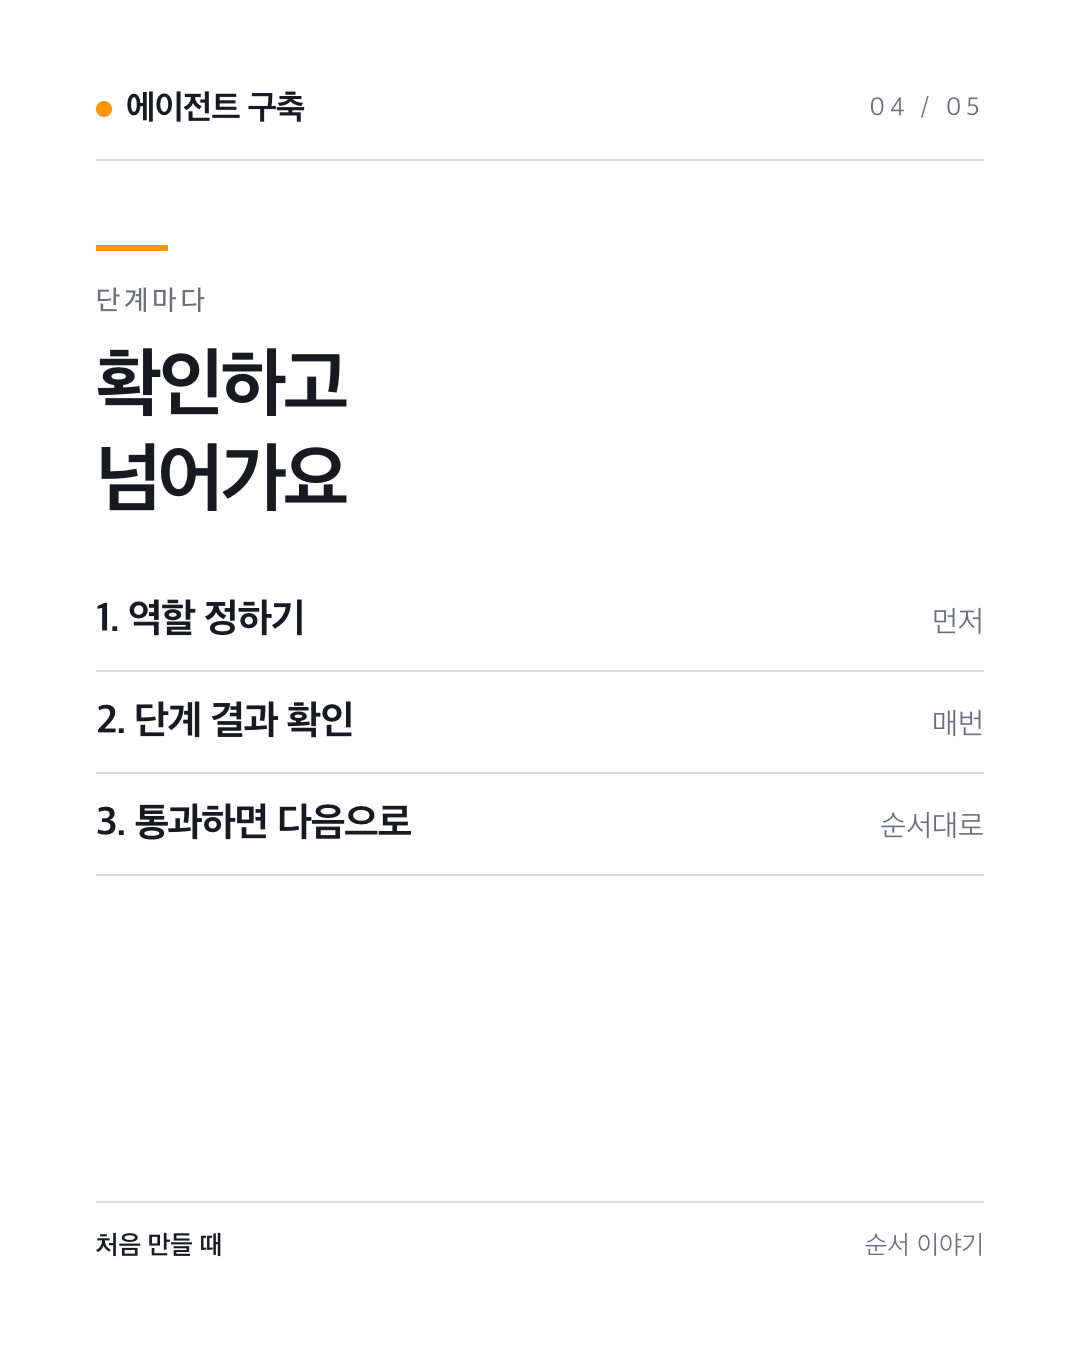 에이전트 구축
04 / 05
단계마다
확인하고
넘어가요
1. 역할 정하기
먼저
2. 단계 결과 확인
매번
3. 통과하면 다음으로
순서대로
처음 만들 때
순서 이야기